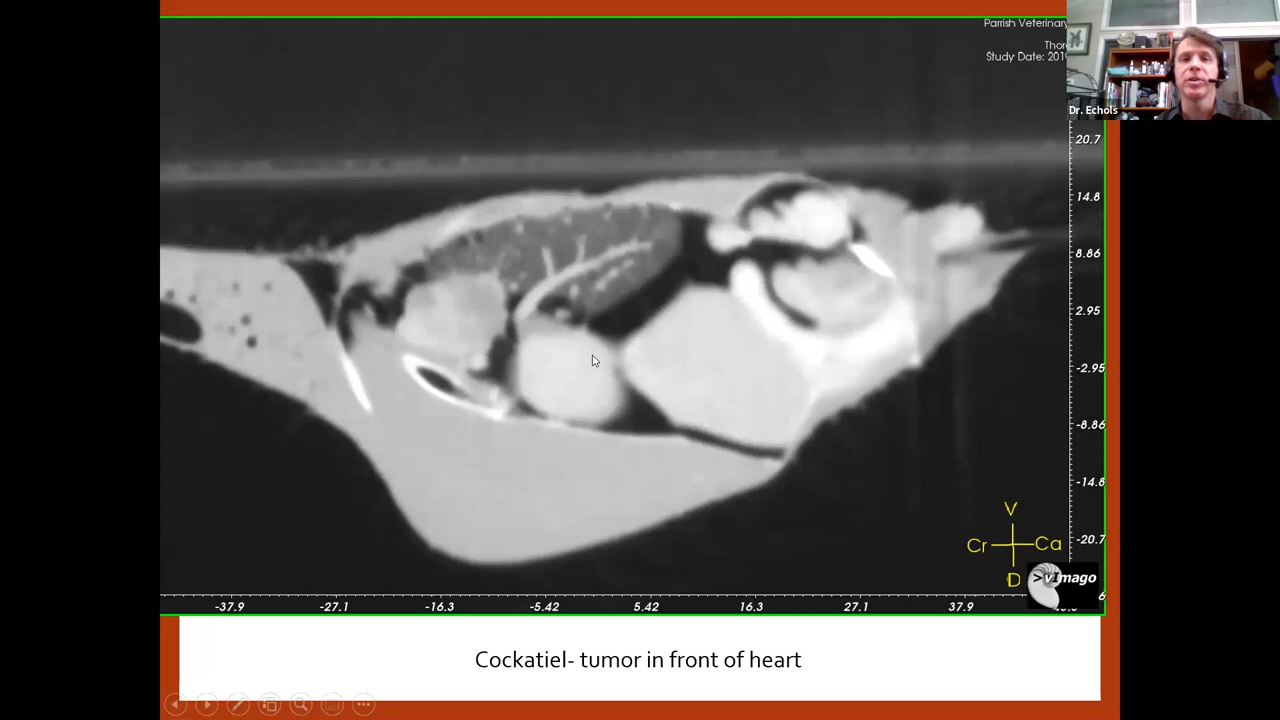 Parrish Veterinary
Thor
Study Date: 201
Dr. Echols
20.7
14.8
8.86
2.95
-2.95
-8.86
-14.8
-20.7
V
Cr
Ca
D
>vimago
-37.9
-27.1
-16.3
-5.42
5.42
16.3
27.1
37.9
Cockatiel- tumor in front of heart